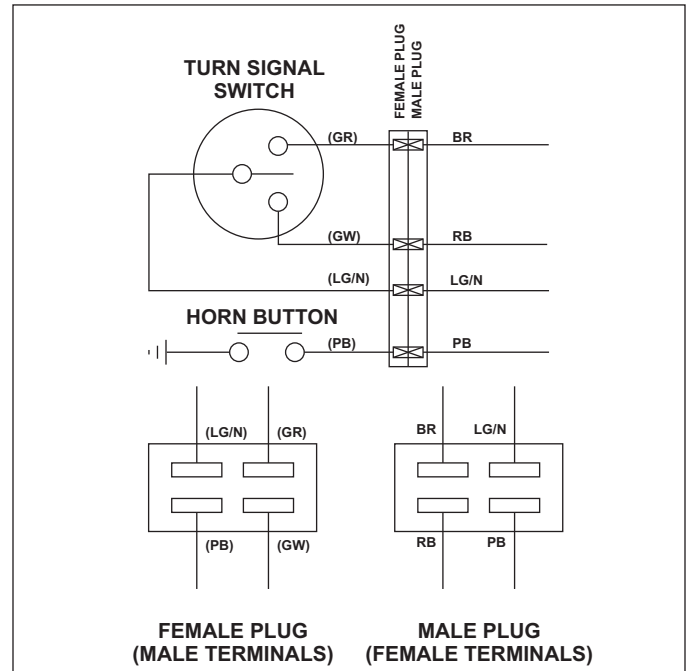 TURN SIGNAL
SWITCH
FEMALE PLUG
MALE PLUG
(GR)
BR
(GW)
RB
(LG/N)
LG/N
HORN BUTTON
(PB)
PB
(LG/N)
(GR)
BR
LG/N
(PB)
(GW)
RB
PB
FEMALE PLUG
(MALE TERMINALS)
MALE PLUG
(FEMALE TERMINALS)